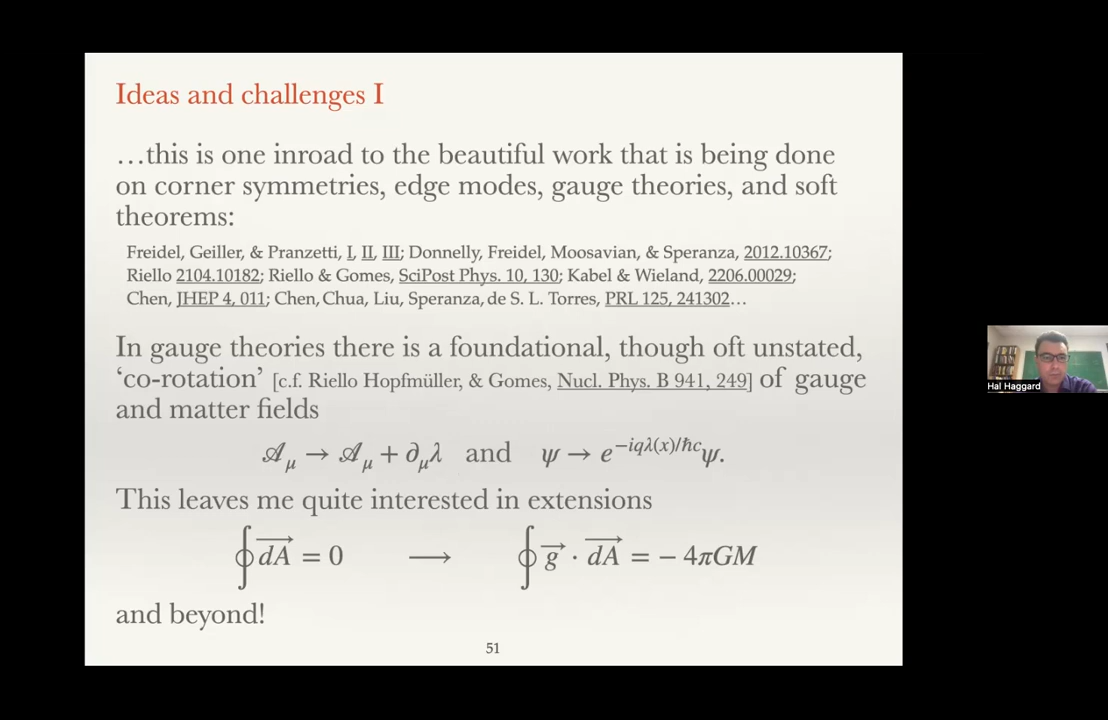 Ideas and challenges I
…this is one inroad to the beautiful work that is being done
on corner symmetries, edge modes, gauge theories, and soft
theorems:
Freidel, Geiller, & Pranzetti, I, II, III; Donnelly, Freidel, Moosavian, & Speranza, 2012.10367;
Riello 2104.10182; Riello & Gomes, SciPost Phys. 10, 130; Kabel & Wieland, 2206.00029;
Chen, JHEP 4, 011; Chen, Chua, Liu, Speranza, de S. L. Torres, PRL 125, 241302…
In gauge theories there is a foundational, though oft unstated,
‘co-rotation’ [c.f. Riello Hopfmüller, & Gomes, Nucl. Phys. B 941, 249] of gauge
and matter fields
𝒜_μ → 𝒜_μ + ∂_μλ and ψ → e^{−iqλ(x)/ħc}ψ.
This leaves me quite interested in extensions
∮ d⃗A = 0 ⟶ ∮ g⃗ · d⃗A = − 4πGM
and beyond!
51
Hal Haggard